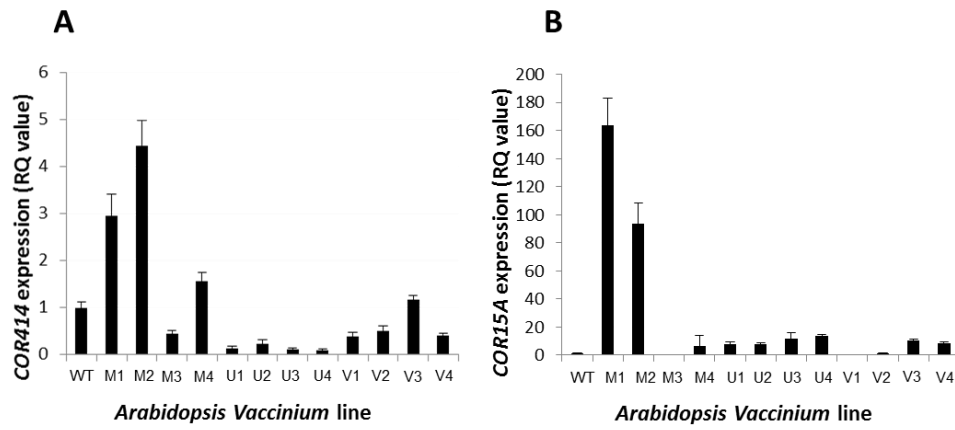 A
COR414 expression (RQ value)
6
5
4
3
2
1
0
WT M1 M2 M3 M4 U1 U2 U3 U4 V1 V2 V3 V4
Arabidopsis Vaccinium line
B
COR15A expression (RQ value)
200
180
160
140
120
100
80
60
40
20
0
WT M1 M2 M3 M4 U1 U2 U3 U4 V1 V2 V3 V4
Arabidopsis Vaccinium line